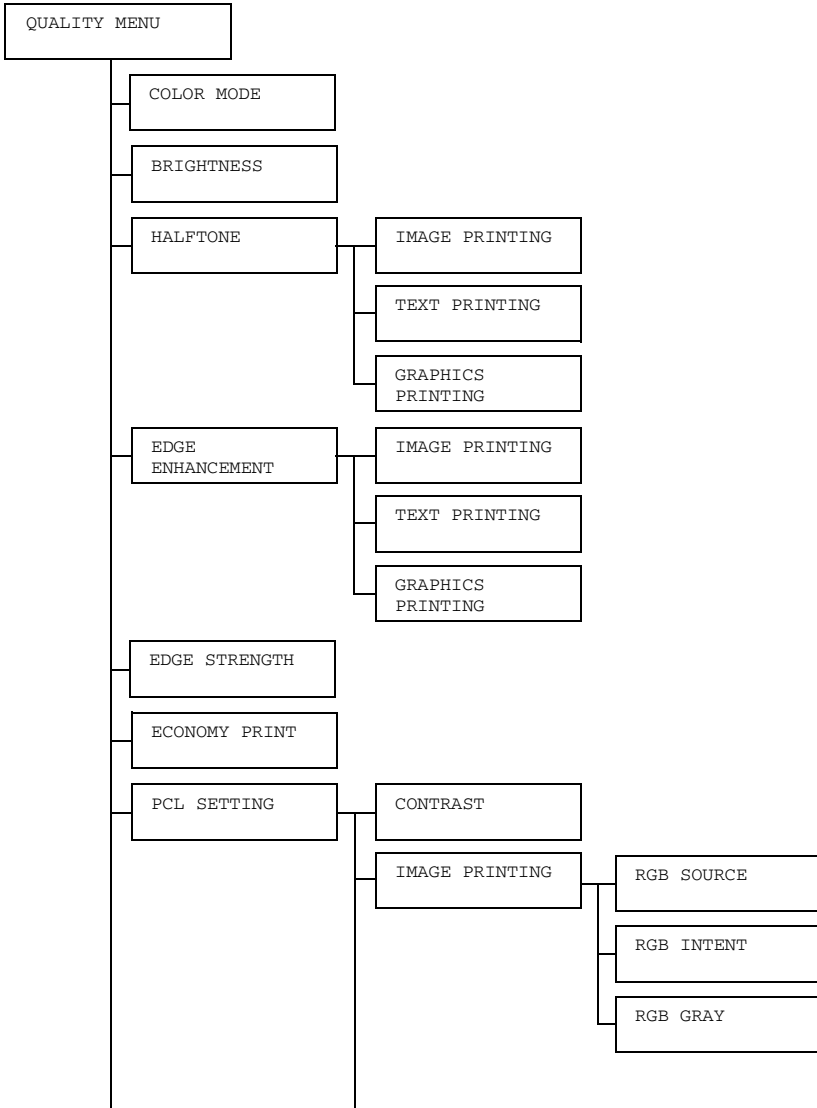 QUALITY MENU
COLOR MODE
BRIGHTNESS
HALFTONE
IMAGE PRINTING
TEXT PRINTING
GRAPHICS
PRINTING
EDGE
ENHANCEMENT
IMAGE PRINTING
TEXT PRINTING
GRAPHICS
PRINTING
EDGE STRENGTH
ECONOMY PRINT
PCL SETTING
CONTRAST
IMAGE PRINTING
RGB SOURCE
RGB INTENT
RGB GRAY